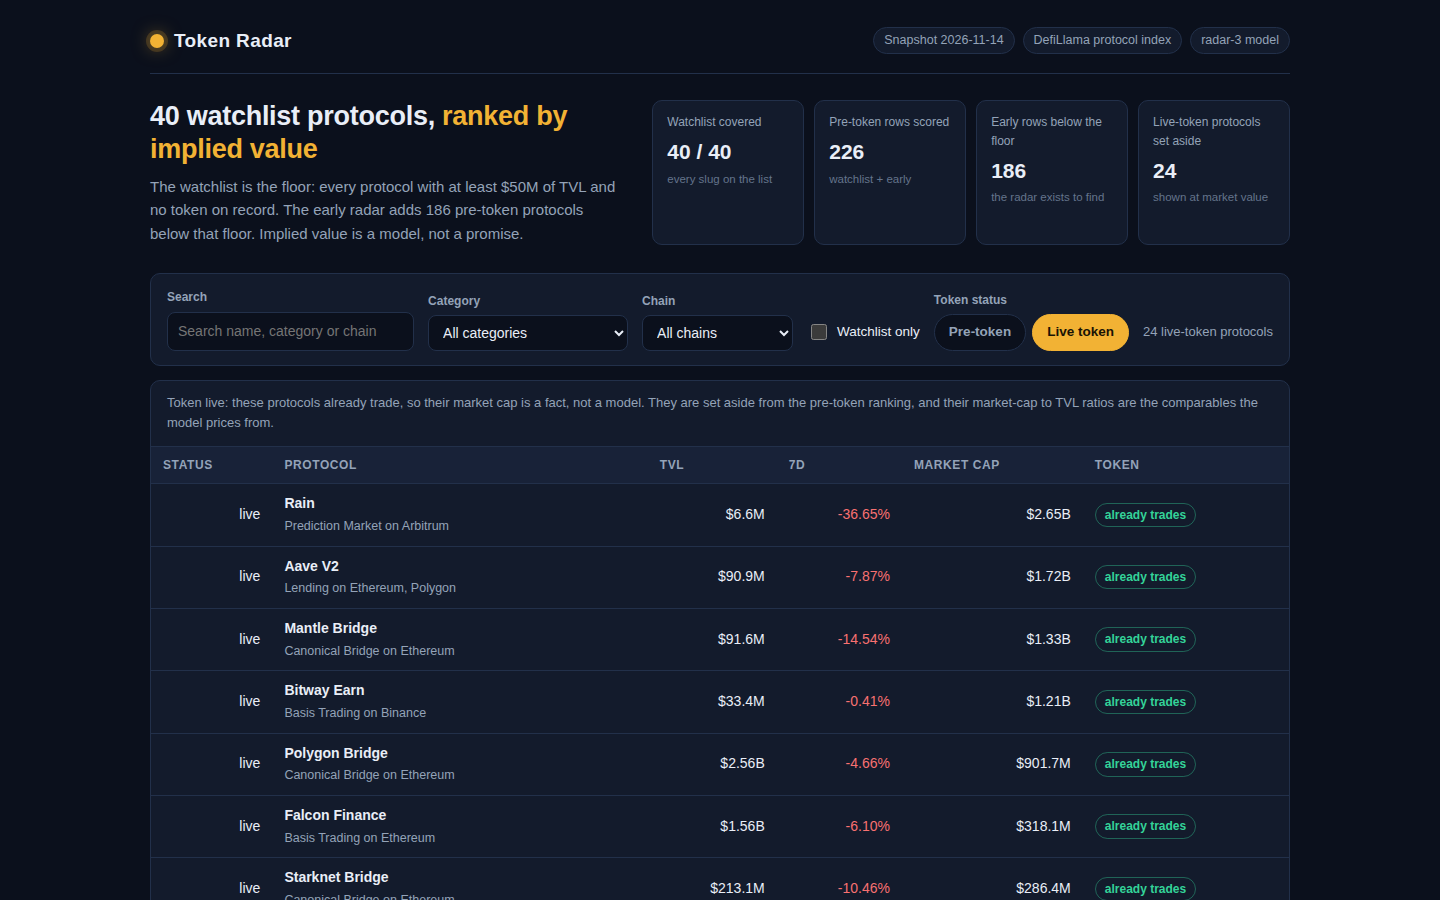 Token Radar
Snapshot 2026-11-14
DefiLlama protocol index
radar-3 model
40 watchlist protocols, ranked by
implied value
The watchlist is the floor: every protocol with at least $50M of TVL and
no token on record. The early radar adds 186 pre-token protocols
below that floor. Implied value is a model, not a promise.
Watchlist covered
40 / 40
every slug on the list
Pre-token rows scored
226
watchlist + early
Early rows below the
floor
186
the radar exists to find
Live-token protocols
set aside
24
shown at market value
Search
Search name, category or chain
Category
All categories
Chain
All chains
Watchlist only
Token status
Pre-token
Live token
24 live-token protocols
Token live: these protocols already trade, so their market cap is a fact, not a model. They are set aside from the pre-token ranking, and their market-cap to TVL ratios are the comparables the
model prices from.
STATUS PROTOCOL TVL 7D MARKET CAP TOKEN
live Rain $6.6M -36.65% $2.65B already trades
Prediction Market on Arbitrum
live Aave V2 $90.9M -7.87% $1.72B already trades
Lending on Ethereum, Polygon
live Mantle Bridge $91.6M -14.54% $1.33B already trades
Canonical Bridge on Ethereum
live Bitway Earn $33.4M -0.41% $1.21B already trades
Basis Trading on Binance
live Polygon Bridge $2.56B -4.66% $901.7M already trades
Canonical Bridge on Ethereum
live Falcon Finance $1.56B -6.10% $318.1M already trades
Basis Trading on Ethereum
live Starknet Bridge $213.1M -10.46% $286.4M already trades
Canonical Bridge on Ethereum